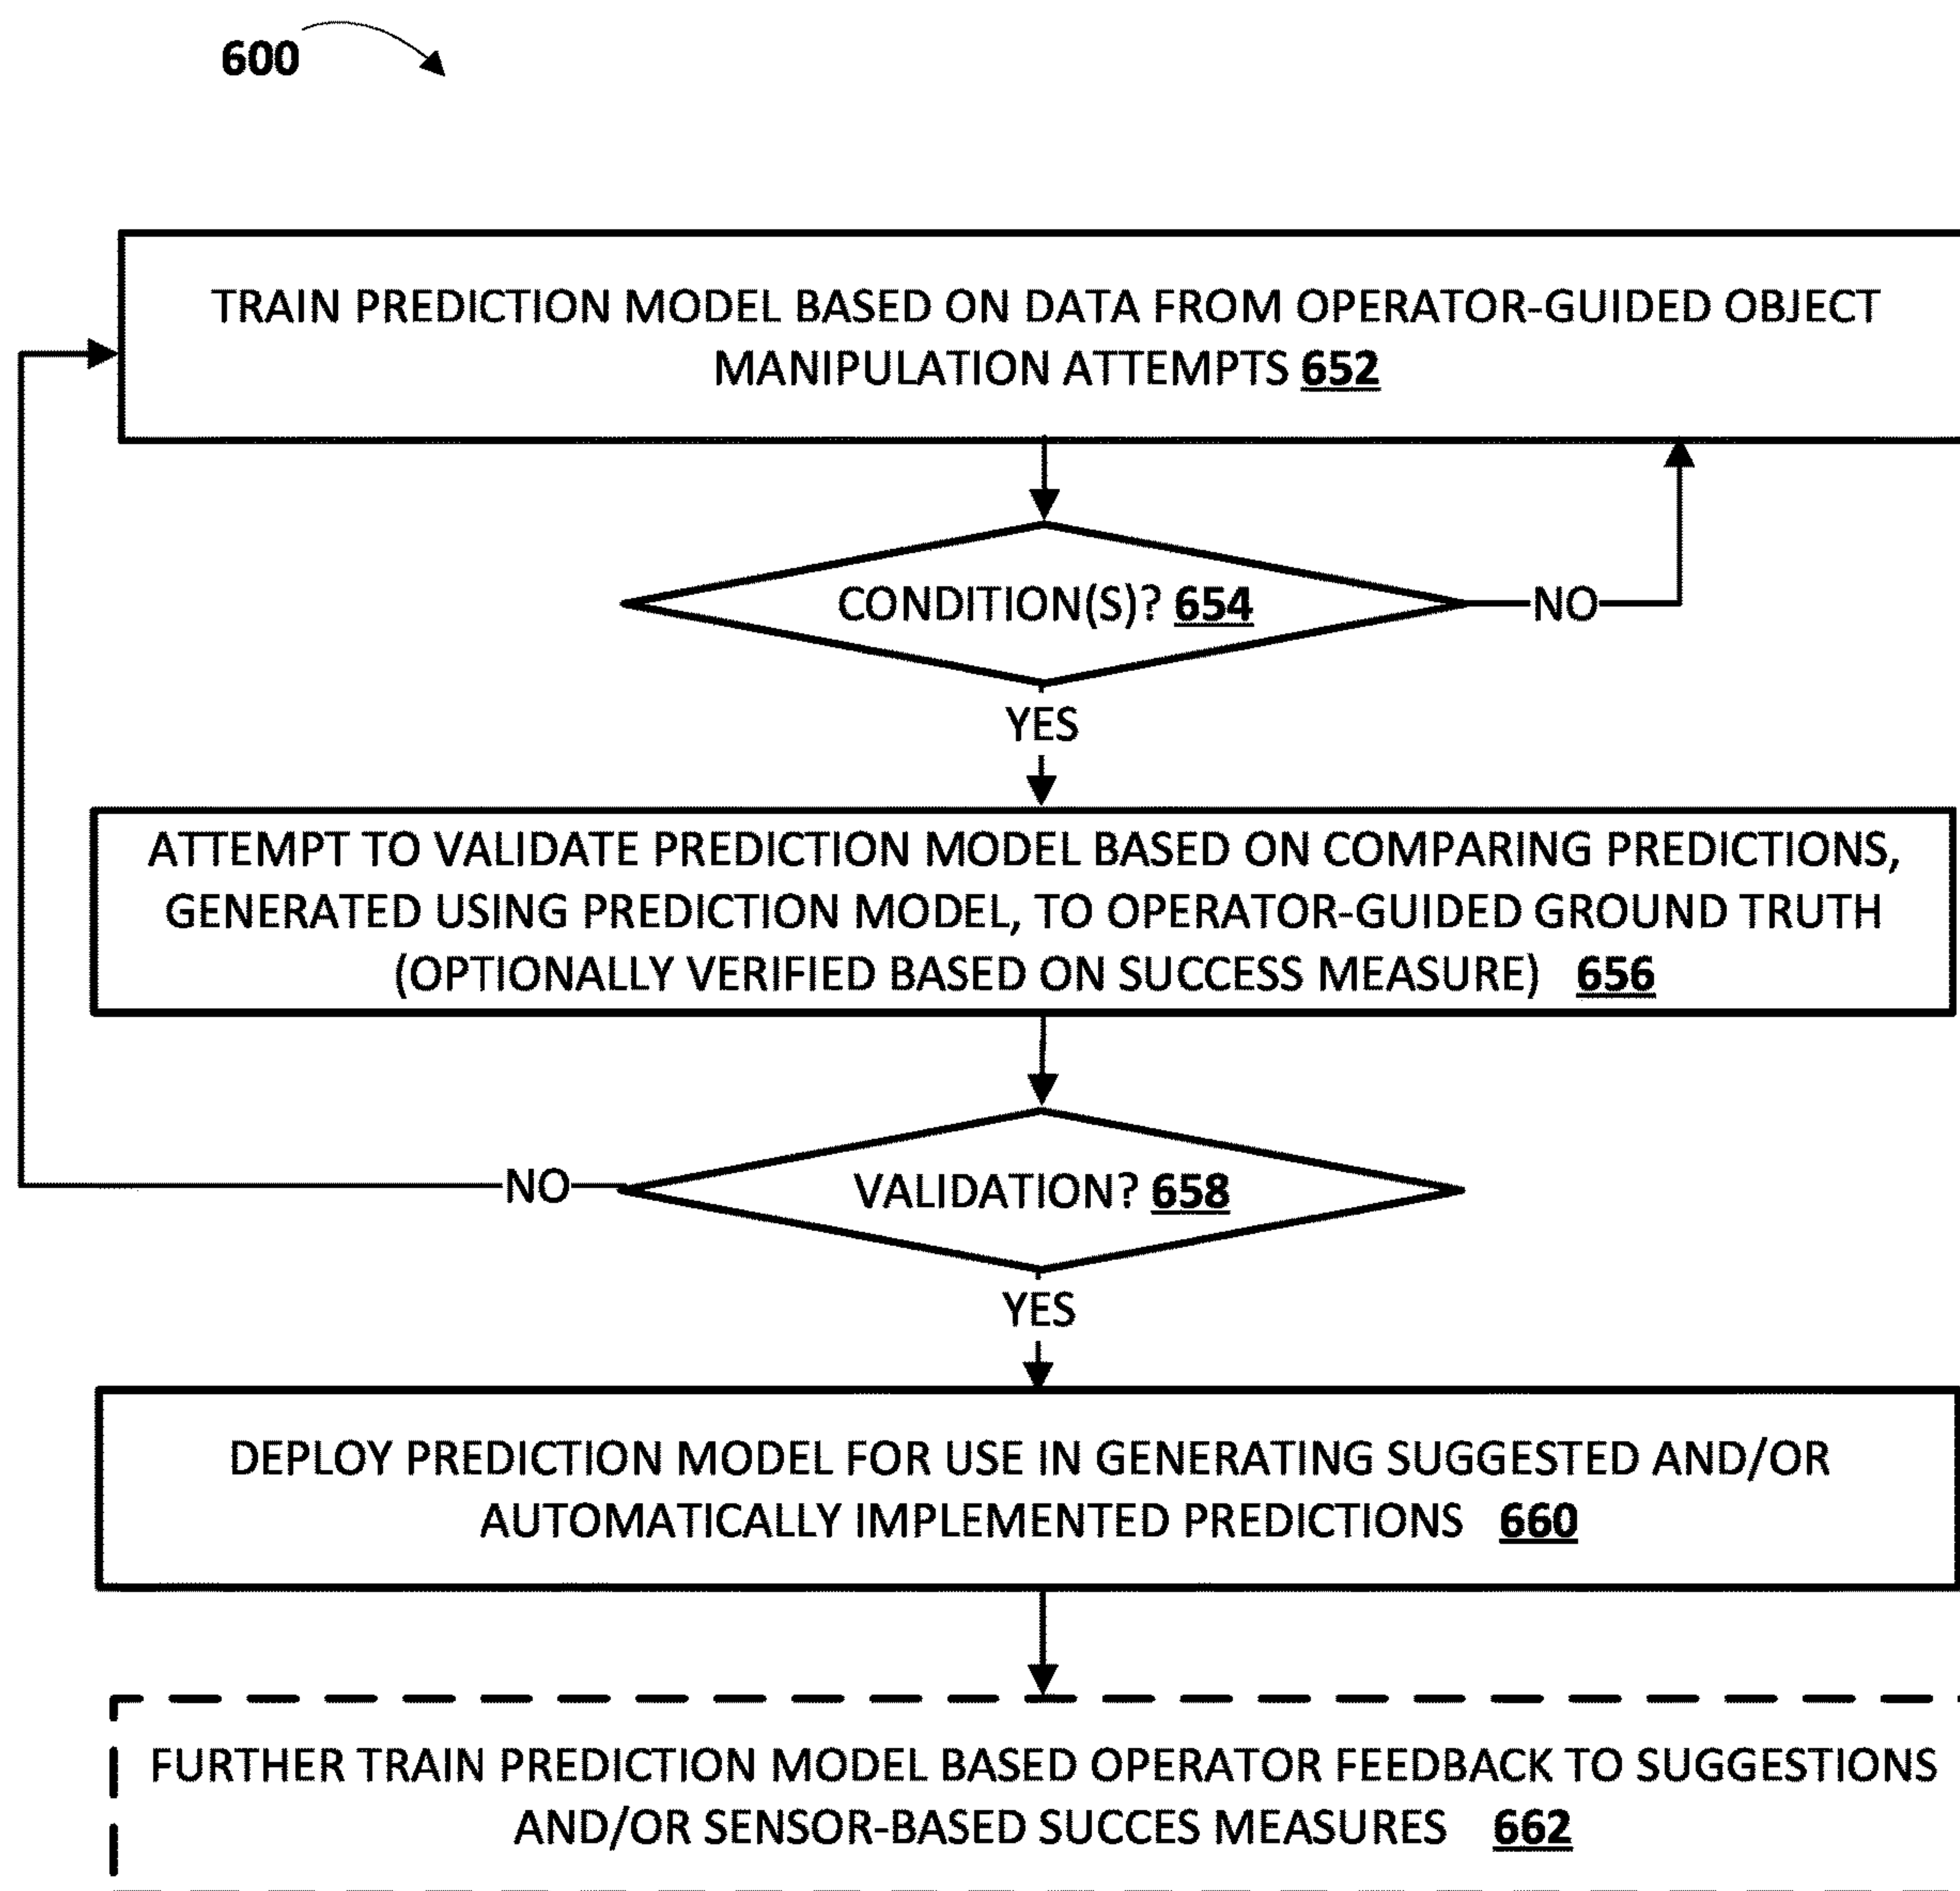 600
TRAIN PREDICTION MODEL BASED ON DATA FROM OPERATOR-GUIDED OBJECT
MANIPULATION ATTEMPTS 652
CONDITION(S)? 654
NO
YES
ATTEMPT TO VALIDATE PREDICTION MODEL BASED ON COMPARING PREDICTIONS,
GENERATED USING PREDICTION MODEL, TO OPERATOR-GUIDED GROUND TRUTH
(OPTIONALLY VERIFIED BASED ON SUCCESS MEASURE) 656
NO
VALIDATION? 658
YES
DEPLOY PREDICTION MODEL FOR USE IN GENERATING SUGGESTED AND/OR
AUTOMATICALLY IMPLEMENTED PREDICTIONS 660
FURTHER TRAIN PREDICTION MODEL BASED OPERATOR FEEDBACK TO SUGGESTIONS
AND/OR SENSOR-BASED SUCCES MEASURES 662